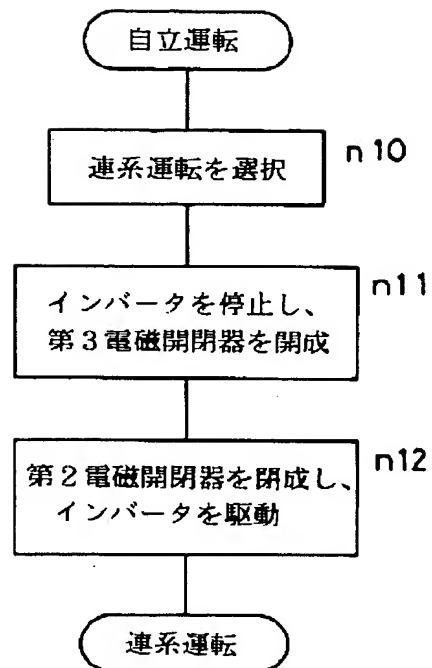 自立運転
連系運転を選択
n10
インバータを停止し、
第3電磁開閉器を開成
n11
第2電磁開閉器を閉成し、
インバータを駆動
n12
連系運転